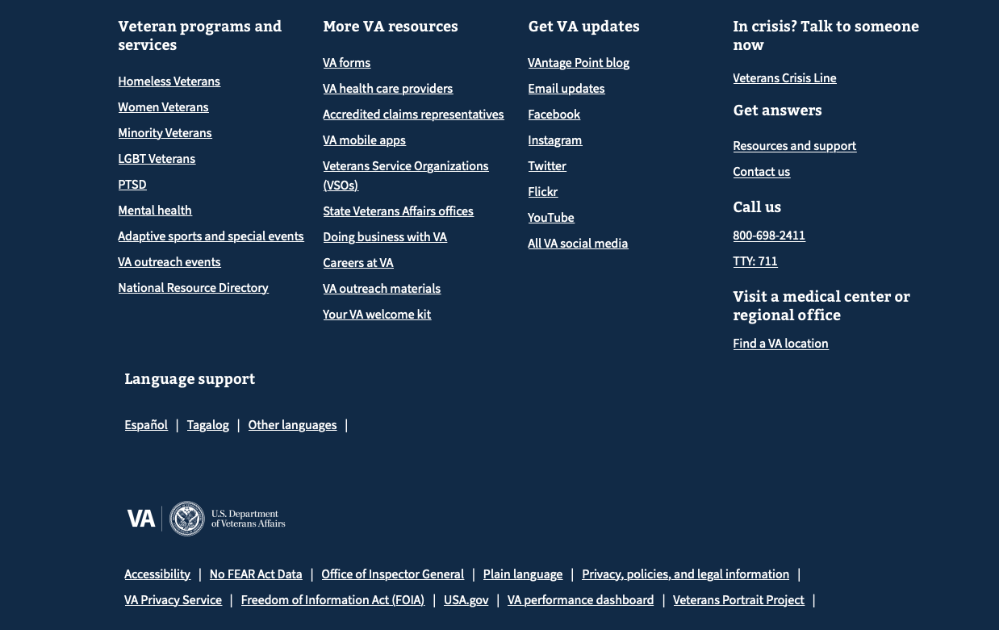 Veteran programs and
services
Homeless Veterans
Women Veterans
Minority Veterans
LGBT Veterans
PTSD
Mental health
Adaptive sports and special events
VA outreach events
National Resource Directory
More VA resources
VA forms
VA health care providers
Accredited claims representatives
VA mobile apps
Veterans Service Organizations
(VSOs)
State Veterans Affairs offices
Doing business with VA
Careers at VA
VA outreach materials
Your VA welcome kit
Get VA updates
VAntage Point blog
Email updates
Facebook
Instagram
Twitter
Flickr
YouTube
All VA social media
In crisis? Talk to someone
now
Veterans Crisis Line
Get answers
Resources and support
Contact us
Call us
800-698-2411
TTY: 711
Visit a medical center or
regional office
Find a VA location
Language support
Español | Tagalog | Other languages |
VA | U.S. Department
of Veterans Affairs
Accessibility | No FEAR Act Data | Office of Inspector General | Plain language | Privacy, policies, and legal information |
VA Privacy Service | Freedom of Information Act (FOIA) | USA.gov | VA performance dashboard | Veterans Portrait Project |